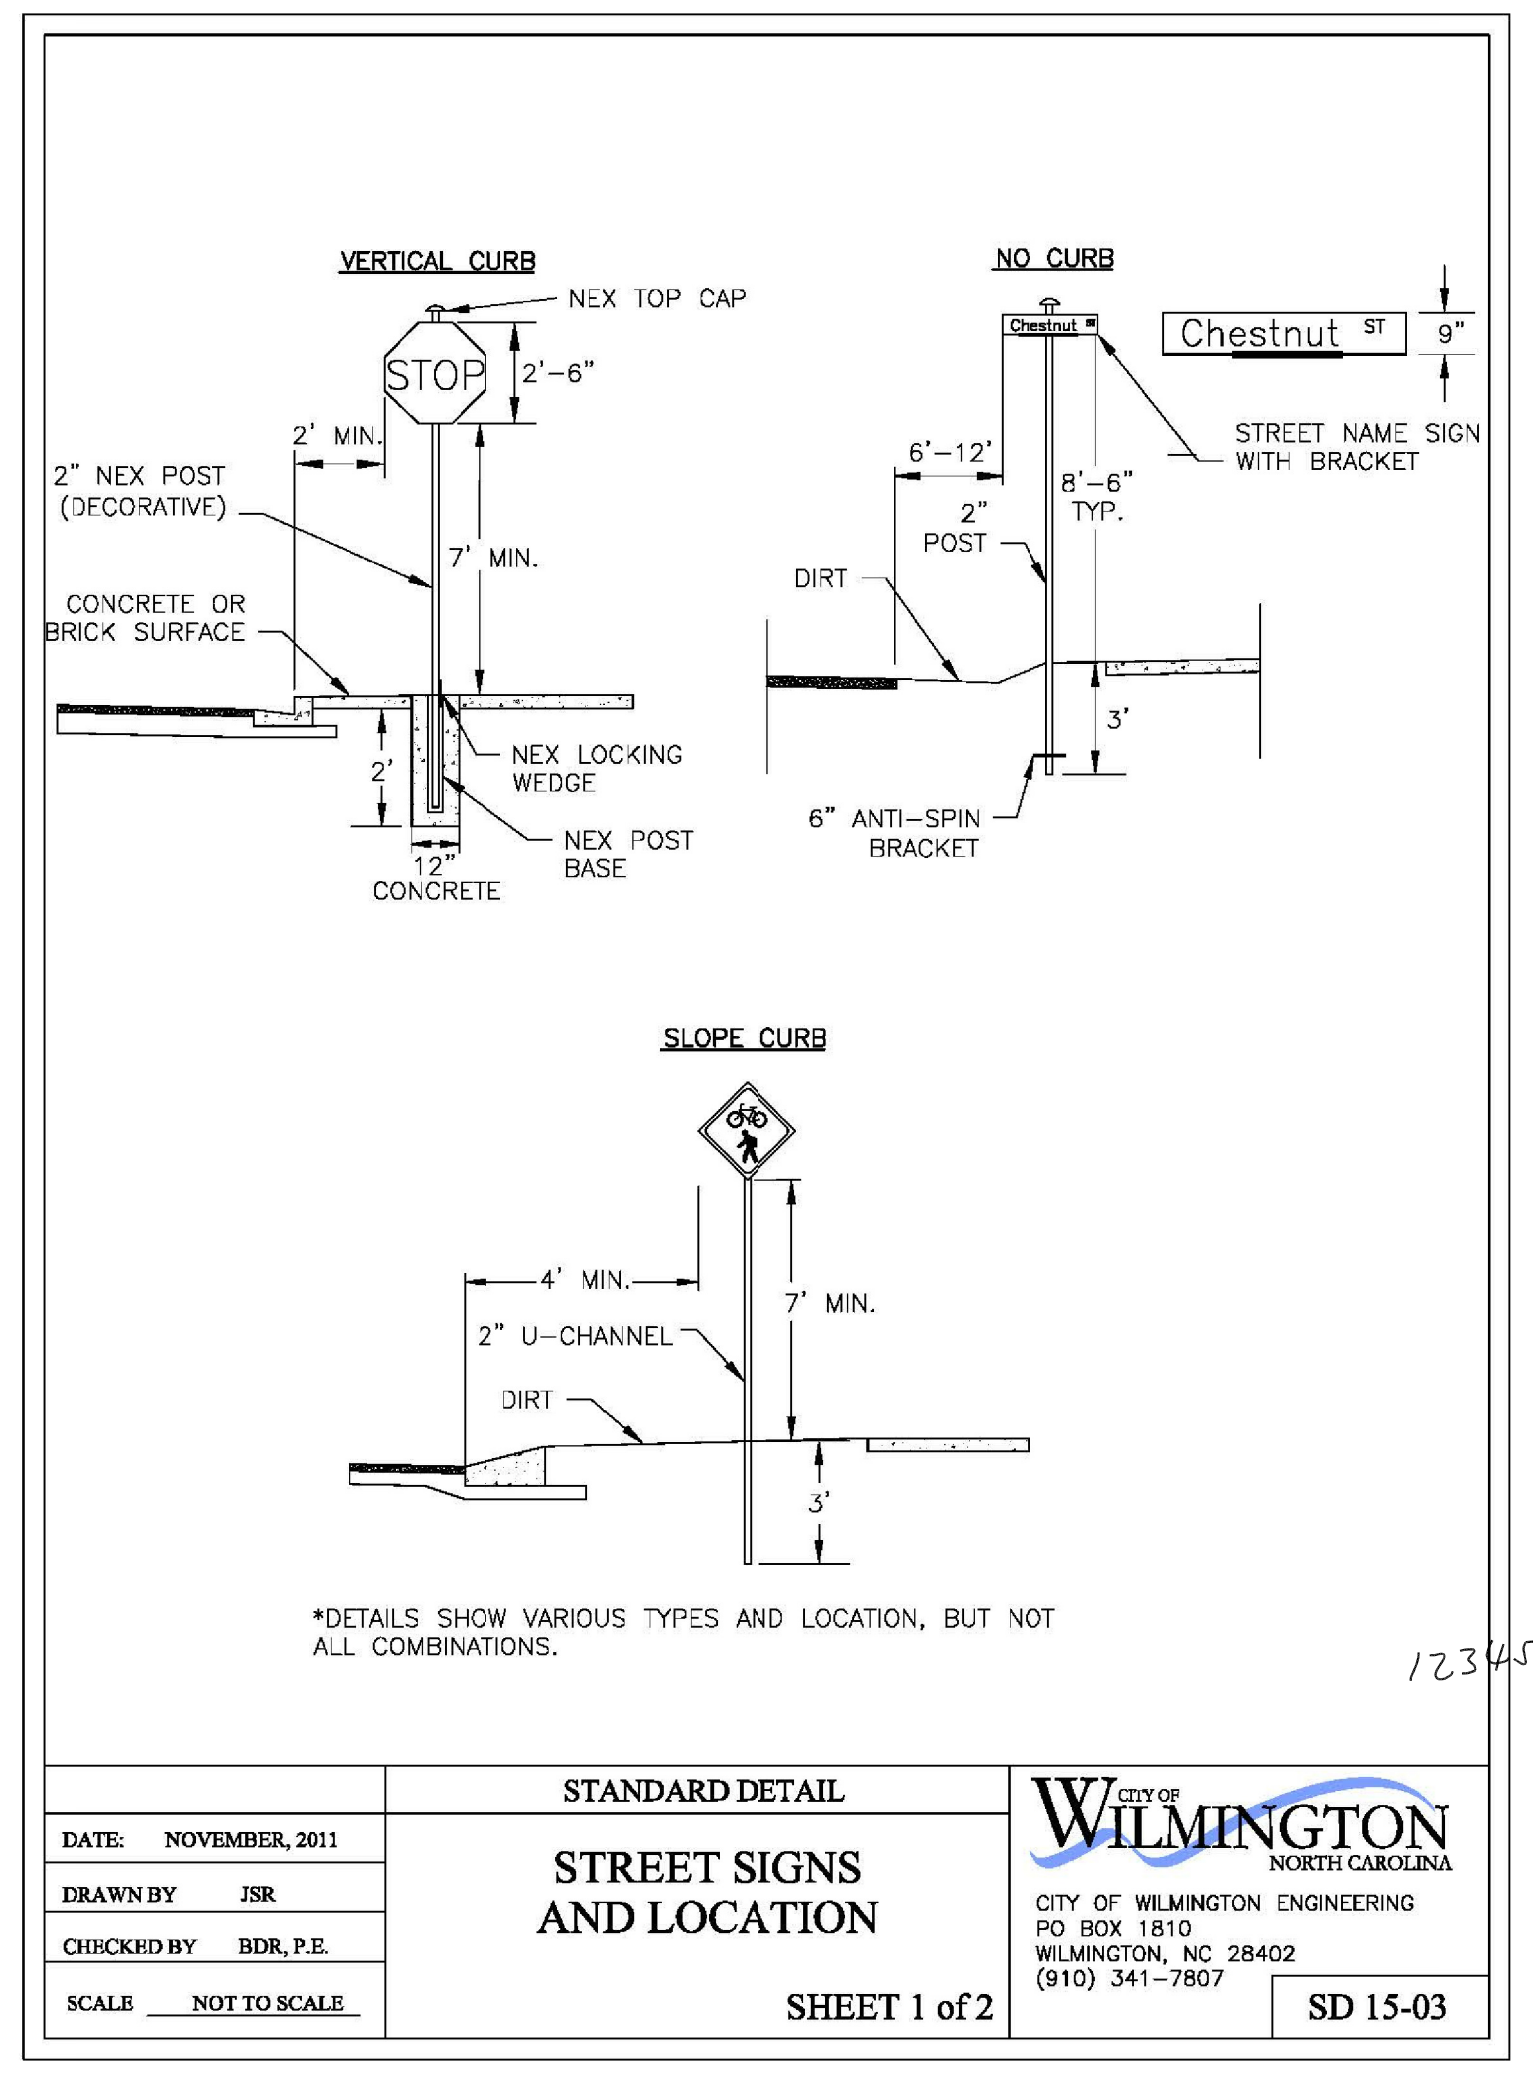 VERTICAL CURB
NEX TOP CAP
STOP
2'-6"
2' MIN.
2" NEX POST
(DECORATIVE)
7' MIN.
CONCRETE OR
BRICK SURFACE
2'
NEX LOCKING
WEDGE
NEX POST
BASE
12"
CONCRETE
NO CURB
Chestnut ST
Chestnut ST
9"
STREET NAME SIGN
WITH BRACKET
6'-12'
8'-6"
TYP.
2"
POST
DIRT
3'
6" ANTI-SPIN
BRACKET
SLOPE CURB
4' MIN.
7' MIN.
2" U-CHANNEL
DIRT
3'
*DETAILS SHOW VARIOUS TYPES AND LOCATION, BUT NOT
ALL COMBINATIONS.
12345
DATE: NOVEMBER, 2011
DRAWN BY JSR
CHECKED BY BDR, P.E.
SCALE NOT TO SCALE
STANDARD DETAIL
STREET SIGNS
AND LOCATION
SHEET 1 of 2
CITY OF
WILMINGTON
NORTH CAROLINA
CITY OF WILMINGTON ENGINEERING
PO BOX 1810
WILMINGTON, NC 28402
(910) 341-7807
SD 15-03